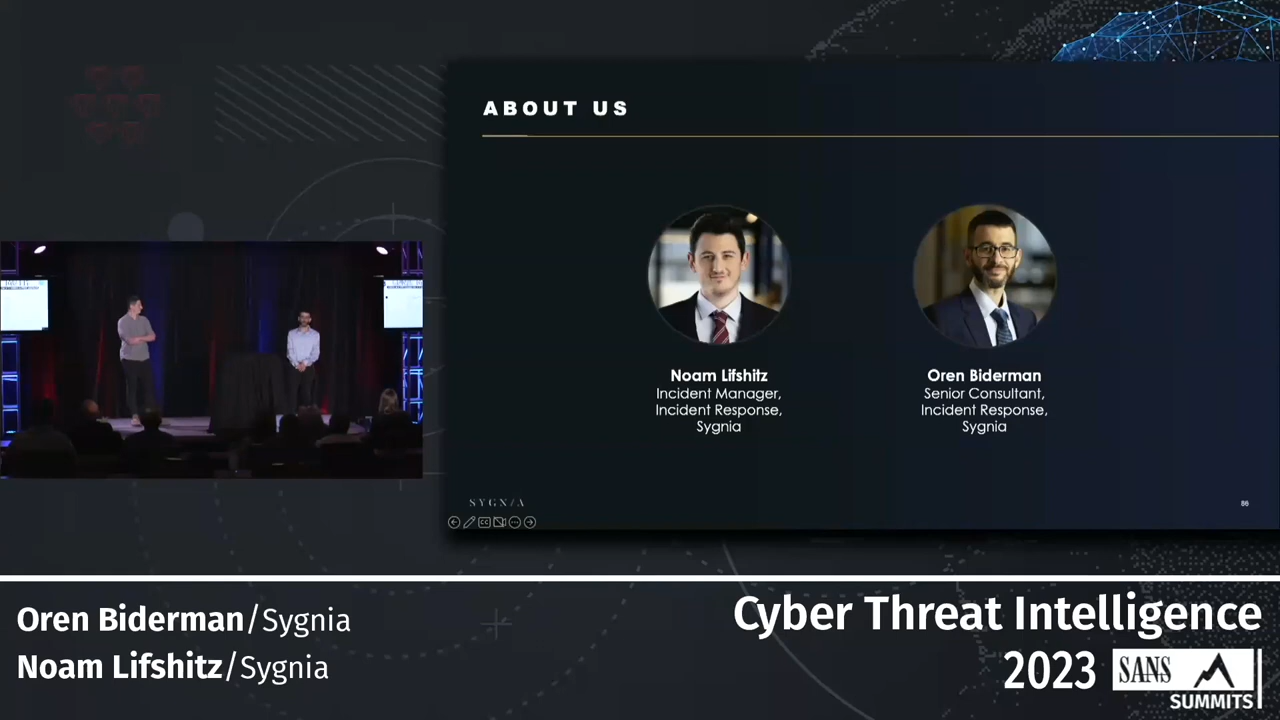 ABOUT US
Noam Lifshitz
Incident Manager,
Incident Response,
Sygnia
Oren Biderman
Senior Consultant,
Incident Response,
Sygnia
SYGNIA
86
Oren Biderman/Sygnia
Noam Lifshitz/Sygnia
Cyber Threat Intelligence
2023
SANS
SUMMITS